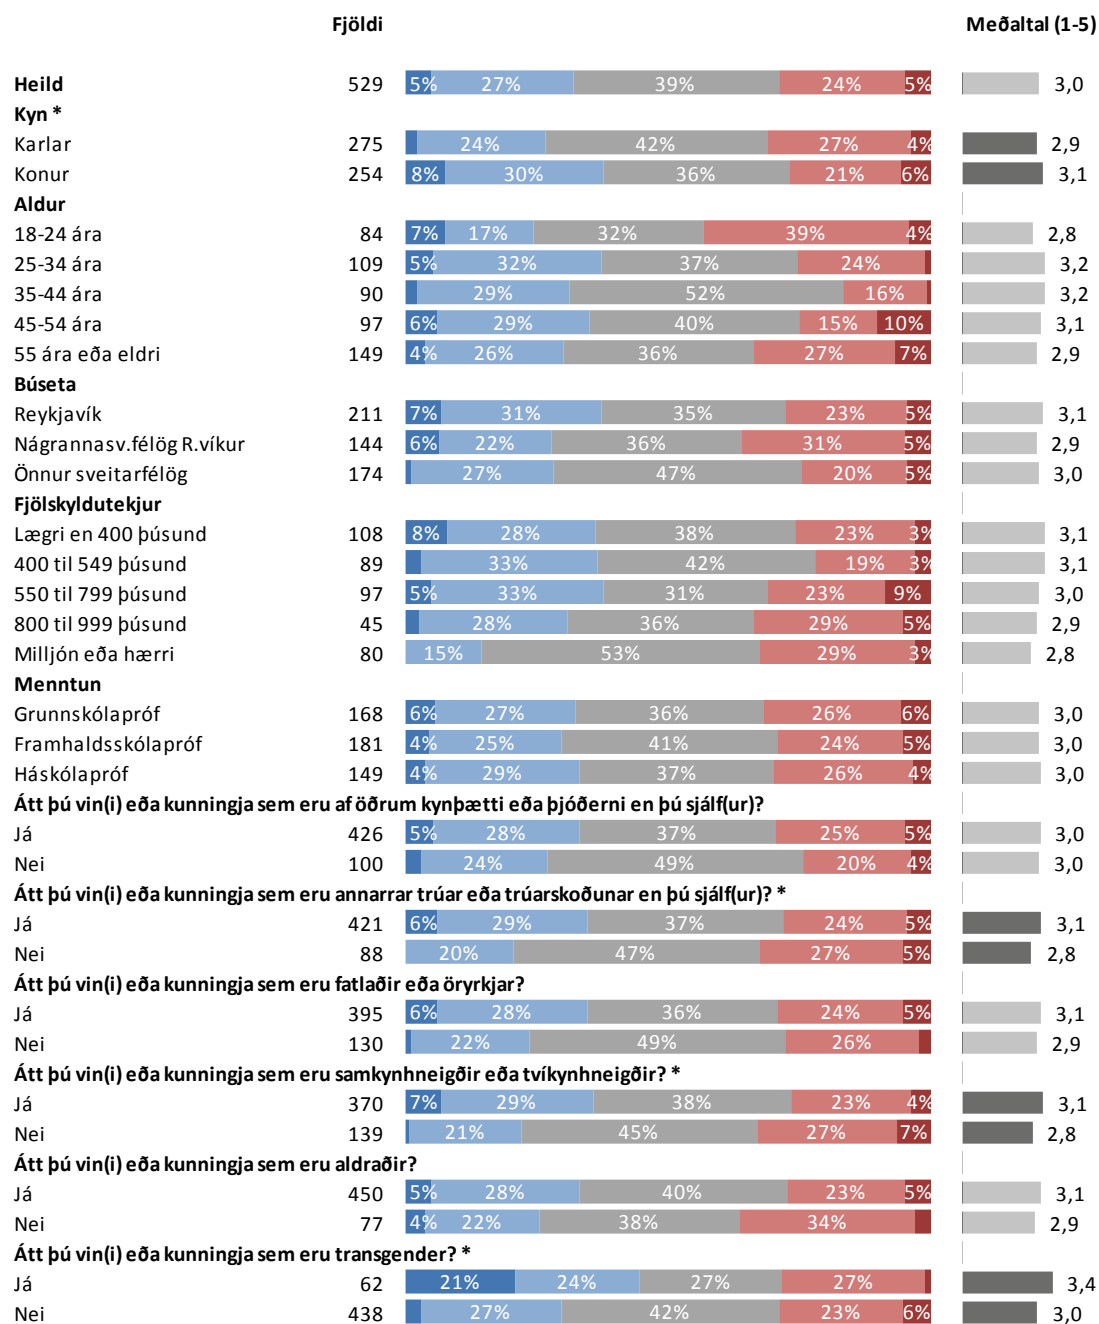 Fjöldi Meðaltal (1-5)
Heild 529 5% 27% 39% 24% 5% 3,0
Kyn *
Karlar 275 24% 42% 27% 4% 2,9
Konur 254 8% 30% 36% 21% 6% 3,1
Aldur
18-24 ára 84 7% 17% 32% 39% 4% 2,8
25-34 ára 109 5% 32% 37% 24% 3,2
35-44 ára 90 29% 52% 16% 3,2
45-54 ára 97 6% 29% 40% 15% 10% 3,1
55 ára eða eldri 149 4% 26% 36% 27% 7% 2,9
Búseta
Reykjavík 211 7% 31% 35% 23% 5% 3,1
Nágrannasv.félög R.víkur 144 6% 22% 36% 31% 5% 2,9
Önnur sveitarfélög 174 27% 47% 20% 5% 3,0
Fjölskyldutekjur
Lægri en 400 þúsund 108 8% 28% 38% 23% 3% 3,1
400 til 549 þúsund 89 33% 42% 19% 3% 3,1
550 til 799 þúsund 97 5% 33% 31% 23% 9% 3,0
800 til 999 þúsund 45 28% 36% 29% 5% 2,9
Milljón eða hærri 80 15% 53% 29% 3% 2,8
Menntun
Grunnskólapróf 168 6% 27% 36% 26% 6% 3,0
Framhaldsskólapróf 181 4% 25% 41% 24% 5% 3,0
Háskólapróf 149 4% 29% 37% 26% 4% 3,0
Átt þú vin(i) eða kunningja sem eru af öðrum kynþætti eða þjóðerni en þú sjálf(ur)?
Já 426 5% 28% 37% 25% 5% 3,0
Nei 100 24% 49% 20% 4% 3,0
Átt þú vin(i) eða kunningja sem eru annarrar trúar eða trúarskoðunar en þú sjálf(ur)? *
Já 421 6% 29% 37% 24% 5% 3,1
Nei 88 20% 47% 27% 5% 2,8
Átt þú vin(i) eða kunningja sem eru fatlaðir eða öryrkjar?
Já 395 6% 28% 36% 24% 5% 3,1
Nei 130 22% 49% 26% 2,9
Átt þú vin(i) eða kunningja sem eru samkynhneigðir eða tvíkynhneigðir? *
Já 370 7% 29% 38% 23% 4% 3,1
Nei 139 21% 45% 27% 7% 2,8
Átt þú vin(i) eða kunningja sem eru aldraðir?
Já 450 5% 28% 40% 23% 5% 3,1
Nei 77 4% 22% 38% 34% 2,9
Átt þú vin(i) eða kunningja sem eru transgender? *
Já 62 21% 24% 27% 27% 3,4
Nei 438 27% 42% 23% 6% 3,0